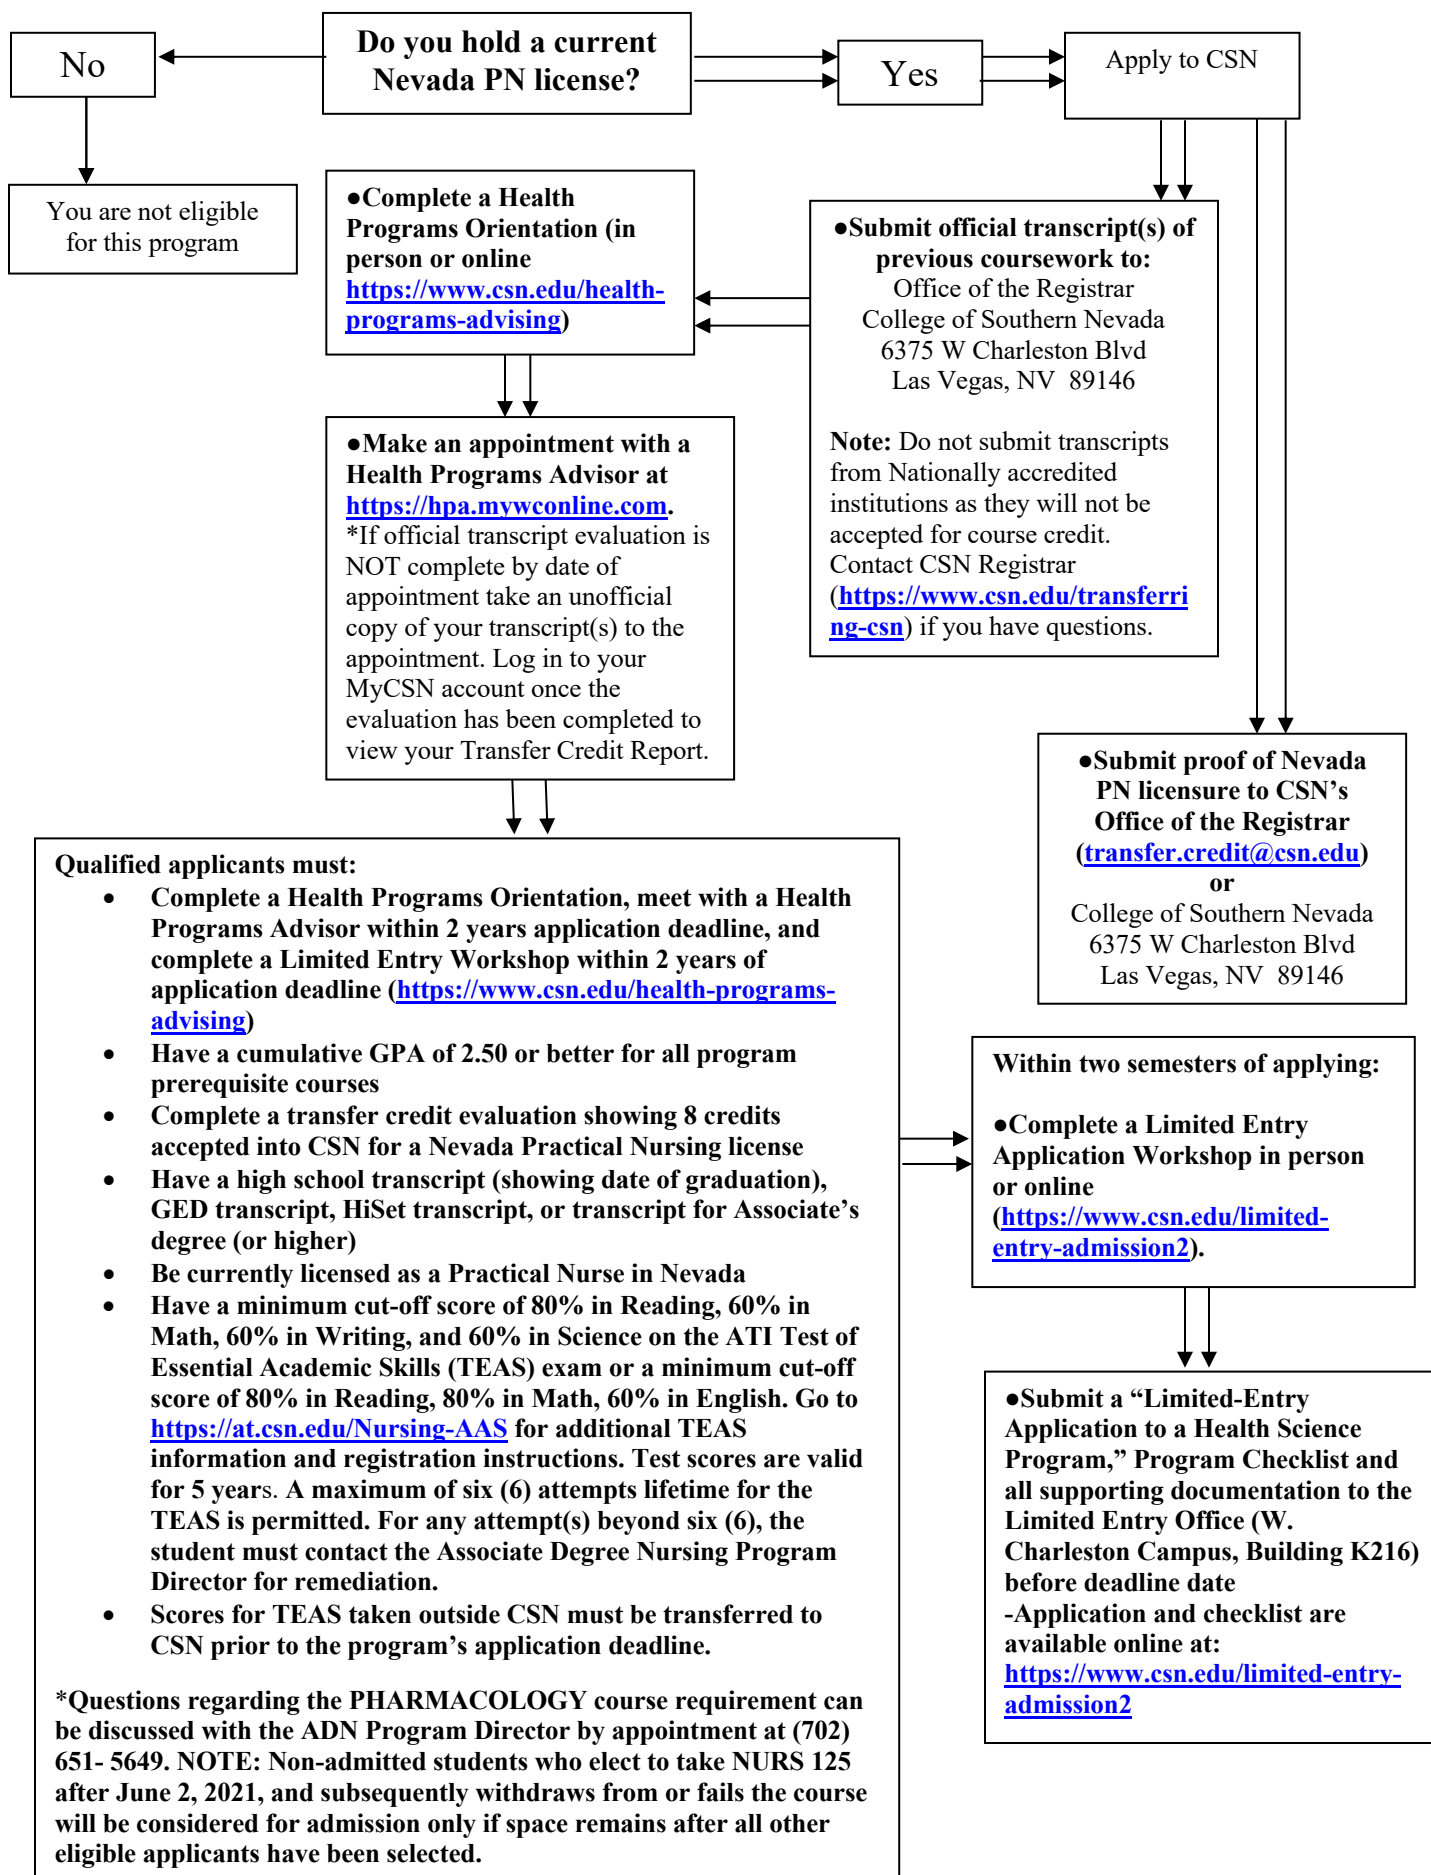 Do you hold a current
Nevada PN license?
No
Yes
Apply to CSN
You are not eligible
for this program
●Submit official transcript(s) of
previous coursework to:
Office of the Registrar
College of Southern Nevada
6375 W Charleston Blvd
Las Vegas, NV  89146
Note: Do not submit transcripts
from Nationally accredited
institutions as they will not be
accepted for course credit.
Contact CSN Registrar
(https://www.csn.edu/transferri
ng-csn) if you have questions.
●Complete a Health
Programs Orientation (in
person or online
https://www.csn.edu/health-
programs-advising)
●Make an appointment with a
Health Programs Advisor at
https://hpa.mywconline.com.
*If official transcript evaluation is
NOT complete by date of
appointment take an unofficial
copy of your transcript(s) to the
appointment. Log in to your
MyCSN account once the
evaluation has been completed to
view your Transfer Credit Report.
●Submit proof of Nevada
PN licensure to CSN’s
Office of the Registrar
(transfer.credit@csn.edu)
or
College of Southern Nevada
6375 W Charleston Blvd
Las Vegas, NV  89146
Qualified applicants must:
• Complete a Health Programs Orientation, meet with a Health
Programs Advisor within 2 years application deadline, and
complete a Limited Entry Workshop within 2 years of
application deadline (https://www.csn.edu/health-programs-
advising)
• Have a cumulative GPA of 2.50 or better for all program
prerequisite courses
• Complete a transfer credit evaluation showing 8 credits
accepted into CSN for a Nevada Practical Nursing license
• Have a high school transcript (showing date of graduation),
GED transcript, HiSet transcript, or transcript for Associate’s
degree (or higher)
• Be currently licensed as a Practical Nurse in Nevada
• Have a minimum cut-off score of 80% in Reading, 60% in
Math, 60% in Writing, and 60% in Science on the ATI Test of
Essential Academic Skills (TEAS) exam or a minimum cut-off
score of 80% in Reading, 80% in Math, 60% in English. Go to
https://at.csn.edu/Nursing-AAS for additional TEAS
information and registration instructions. Test scores are valid
for 5 years. A maximum of six (6) attempts lifetime for the
TEAS is permitted. For any attempt(s) beyond six (6), the
student must contact the Associate Degree Nursing Program
Director for remediation.
• Scores for TEAS taken outside CSN must be transferred to
CSN prior to the program’s application deadline.
*Questions regarding the PHARMACOLOGY course requirement can
be discussed with the ADN Program Director by appointment at (702)
651- 5649. NOTE: Non-admitted students who elect to take NURS 125
after June 2, 2021, and subsequently withdraws from or fails the course
will be considered for admission only if space remains after all other
eligible applicants have been selected.
Within two semesters of applying:
●Complete a Limited Entry
Application Workshop in person
or online
(https://www.csn.edu/limited-
entry-admission2).
●Submit a “Limited-Entry
Application to a Health Science
Program,” Program Checklist and
all supporting documentation to the
Limited Entry Office (W.
Charleston Campus, Building K216)
before deadline date
-Application and checklist are
available online at:
https://www.csn.edu/limited-entry-
admission2